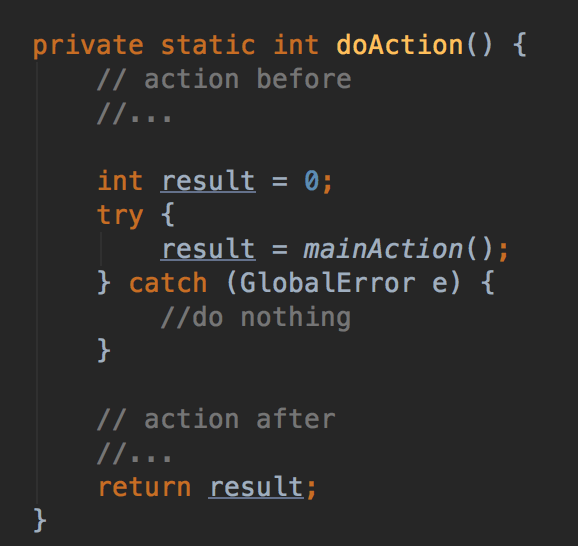 private static int doAction() {
// action before
//...
int result = 0;
try {
result = mainAction();
} catch (GlobalError e) {
//do nothing
}
// action after
//...
return result;
}